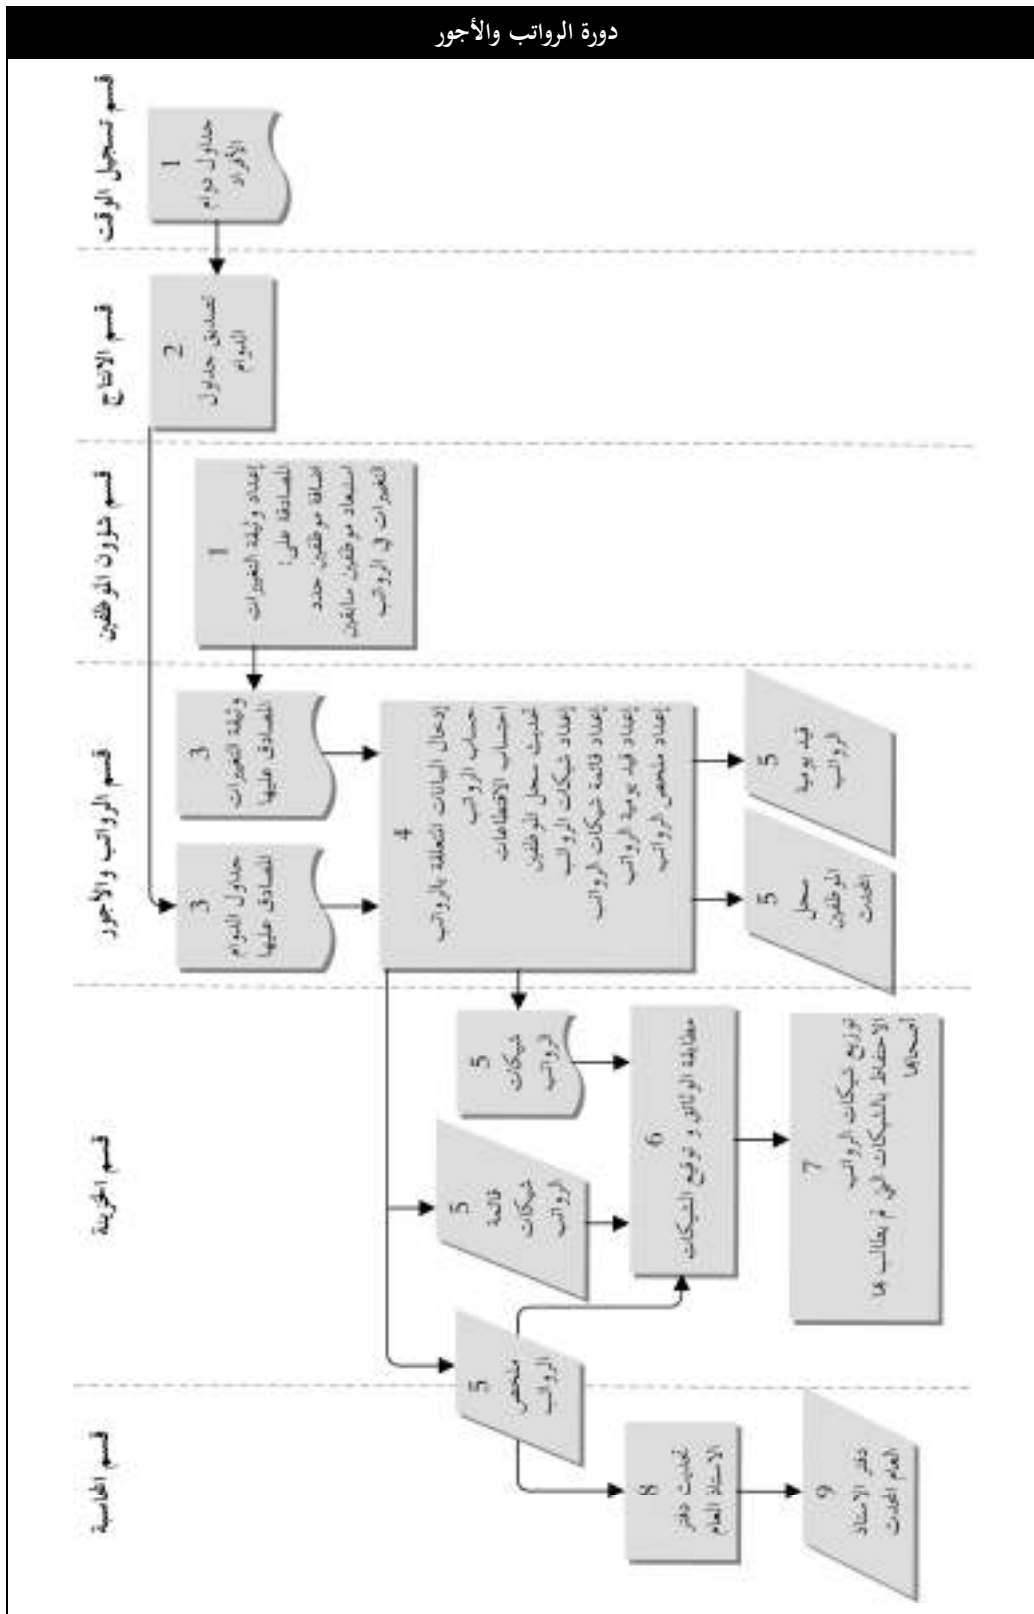 دورة الرواتب والأجور
قسم تسجيل الوقت
1
جداول دوام
الأفراد
قسم الانتاج
2
تصديق جداول
الدوام
قسم شؤون الموظفين
1
إعداد وثيقة التغييرات
المصادقة على:
اضافة موظفين جدد
استبعاد موظفين سابقين
التغييرات في الرواتب
قسم الرواتب والأجور
3
وثيقة التغييرات
المصادق عليها
3
جداول الدوام
المصادق عليها
4
إدخال البيانات المتعلقة بالرواتب
حساب الرواتب
احتساب الاقتطاعات
تحديث سجل الموظفين
إعداد شيكات الرواتب
إعداد قائمة شيكات الرواتب
إعداد قيد يومية الرواتب
إعداد ملخص الرواتب
5
قيد يومية
الرواتب
5
سجل
الموظفين
المحدث
قسم الخزينة
5
شيكات
الرواتب
5
قائمة
شيكات
الرواتب
5
ملخص
الرواتب
6
مطابقة الوثائق و توقيع الشيكات
7
توزيع شيكات الرواتب
الاحتفاظ بالشيكات التي لم يطالب بها
أصحابها
قسم المحاسبة
8
تحديث دفتر
الاستاذ العام
9
دفتر الاستاذ
العام المحدث